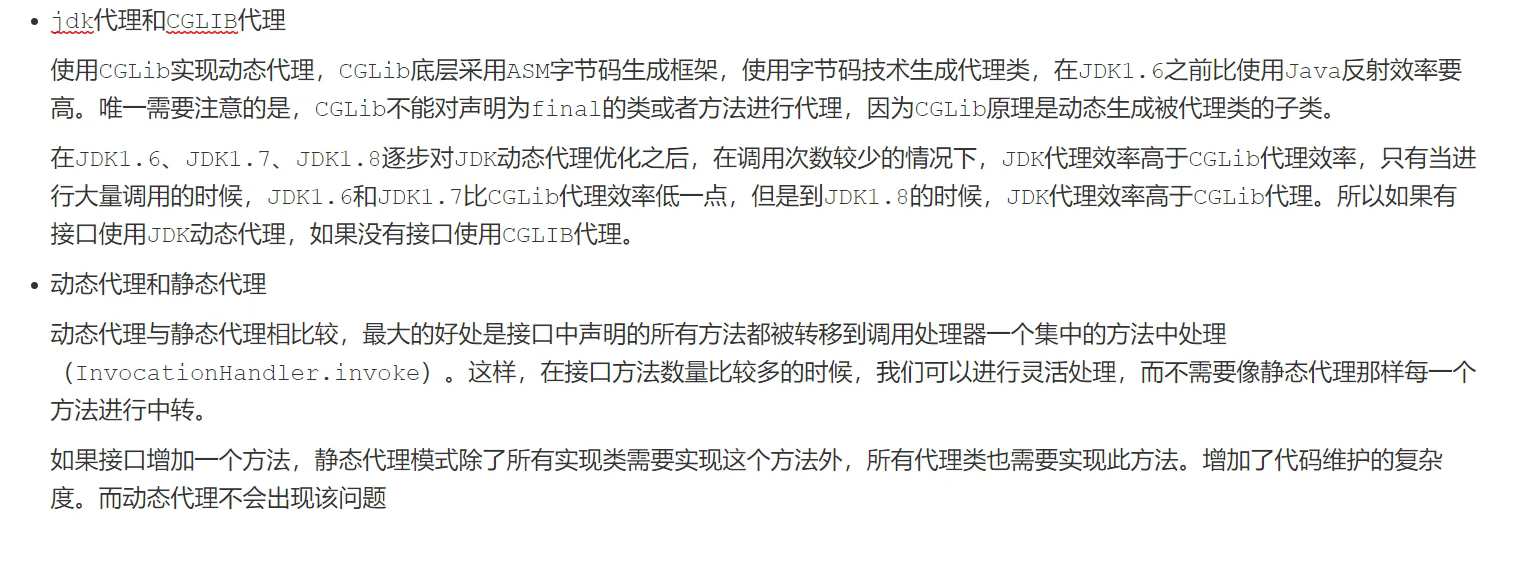 jdk代理和CGLIB代理
使用CGLib实现动态代理，CGLib底层采用ASM字节码生成框架，使用字节码技术生成代理类，在JDK1.6之前比使用Java反射效率要
高。唯一需要注意的是，CGLib不能对声明为final的类或者方法进行代理，因为CGLib原理是动态生成被代理类的子类。
在JDK1.6、JDK1.7、JDK1.8逐步对JDK动态代理优化之后，在调用次数较少的情况下，JDK代理效率高于CGLib代理效率，只有当进
行大量调用的时候，JDK1.6和JDK1.7比CGLib代理效率低一点，但是到JDK1.8的时候，JDK代理效率高于CGLib代理。所以如果有
接口使用JDK动态代理，如果没有接口使用CGLIB代理。
动态代理和静态代理
动态代理与静态代理相比较，最大的好处是接口中声明的所有方法都被转移到调用处理器一个集中的方法中处理
（InvocationHandler.invoke）。这样，在接口方法数量比较多的时候，我们可以进行灵活处理，而不需要像静态代理那样每一个
方法进行中转。
如果接口增加一个方法，静态代理模式除了所有实现类需要实现这个方法外，所有代理类也需要实现此方法。增加了代码维护的复杂
度。而动态代理不会出现该问题